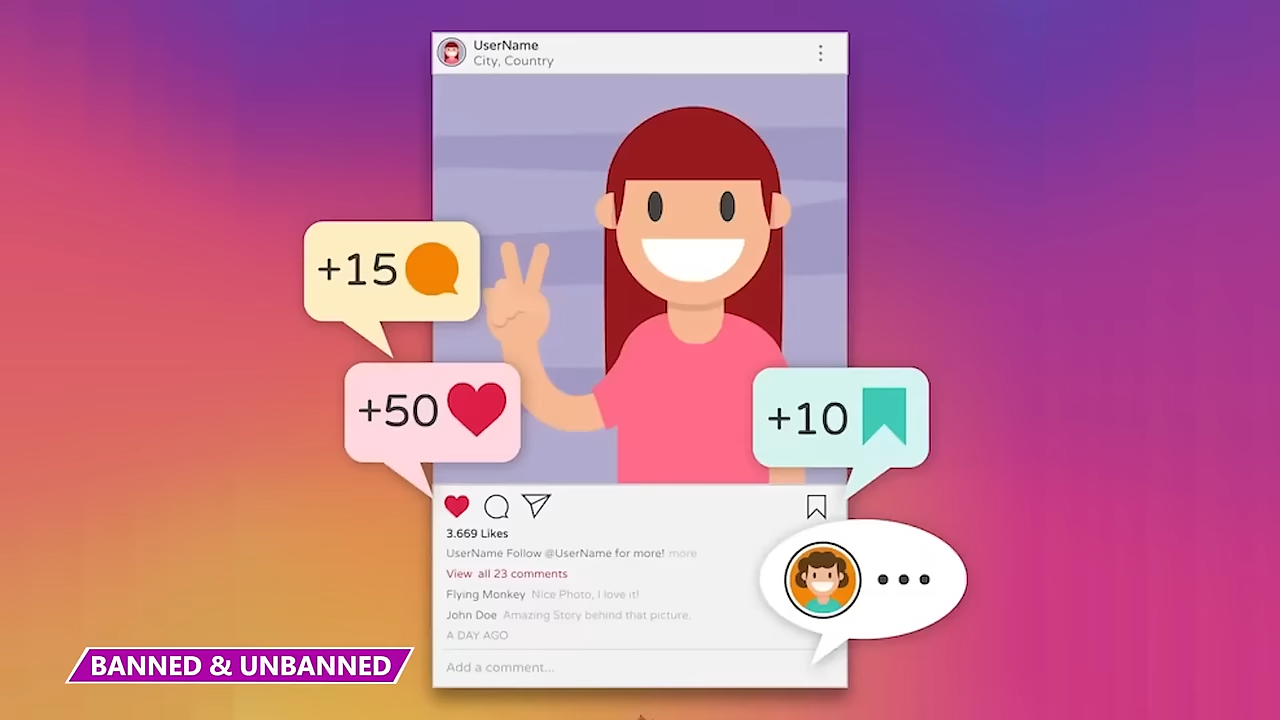 UserName
City, Country
+15
+50
+10
3.669 Likes
UserName Follow @UserName for more! more
View all 23 comments
Flying Monkey Nice Photo, I love it!
John Doe Amazing Story behind that picture.
A DAY AGO
Add a comment...
BANNED & UNBANNED